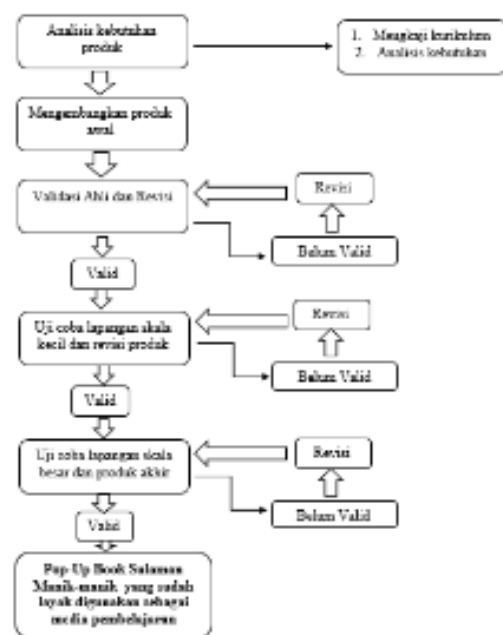 Analisis kebutuhan
produk
1. Mengkaji kurikulum
2. Analisis kebutuhan
Mengembangkan produk
awal
Validasi Ahli dan Revisi
Revisi
Belum Valid
Valid
Uji coba lapangan skala
kecil dan revisi produk
Revisi
Belum Valid
Valid
Uji coba lapangan skala
besar dan produk akhir
Revisi
Belum Valid
Valid
Pop-Up Book Sulaman
Manik-manik yang sudah
layak digunakan sebagai
media pembelajaran